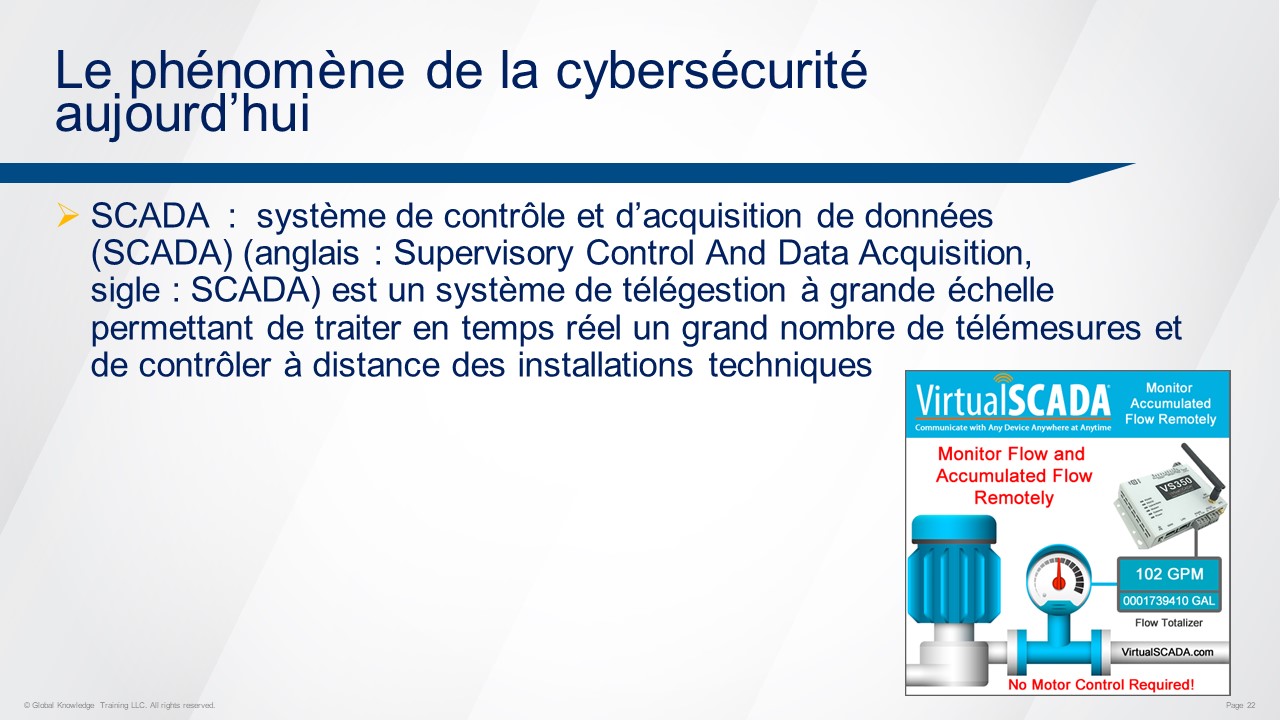 Le phénomène de la cybersécurité
aujourd’hui
SCADA : système de contrôle et d’acquisition de données
(SCADA) (anglais : Supervisory Control And Data Acquisition,
sigle : SCADA) est un système de télégestion à grande échelle
permettant de traiter en temps réel un grand nombre de télémesures et
de contrôler à distance des installations techniques
VirtualSCADA
Communicate with Any Device Anywhere at Anytime
Monitor
Accumulated
Flow Remotely
Monitor Flow and
Accumulated Flow
Remotely
VS350
102 GPM
0001739410 GAL
Flow Totalizer
VirtualSCADA.com
No Motor Control Required!
© Global Knowledge Training LLC. All rights reserved.
Page 22